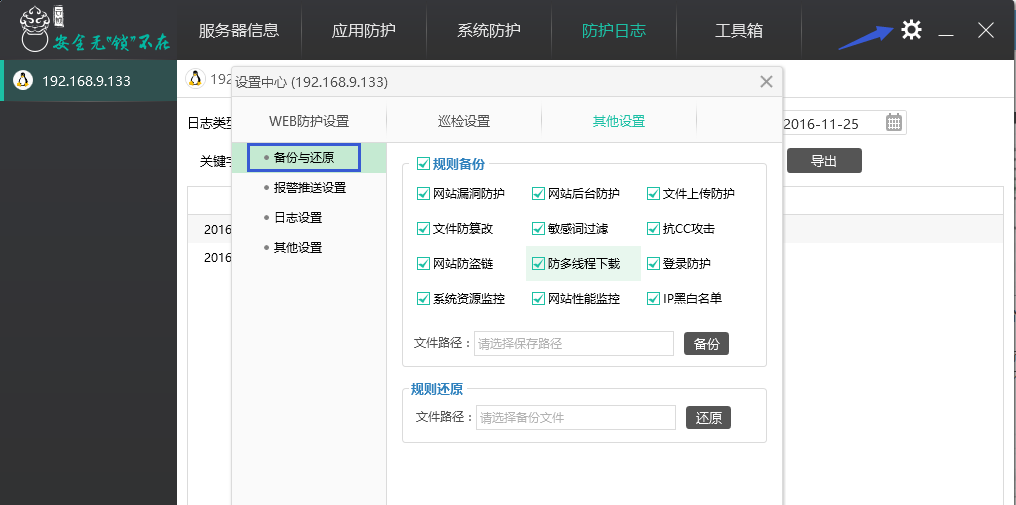 安全无"锁"不在
服务器信息 应用防护 系统防护 防护日志 工具箱
192.168.9.133
192
设置中心 (192.168.9.133)
日志类型
WEB防护设置 巡检设置 其他设置
2016-11-25
关键字
导出
备份与还原
报警推送设置
日志设置
其他设置
2016
2016
规则备份
网站漏洞防护 网站后台防护 文件上传防护
文件防篡改 敏感词过滤 抗CC攻击
网站防盗链 防多线程下载 登录防护
系统资源监控 网站性能监控 IP黑白名单
文件路径： 请选择保存路径 备份
规则还原
文件路径： 请选择备份文件 还原